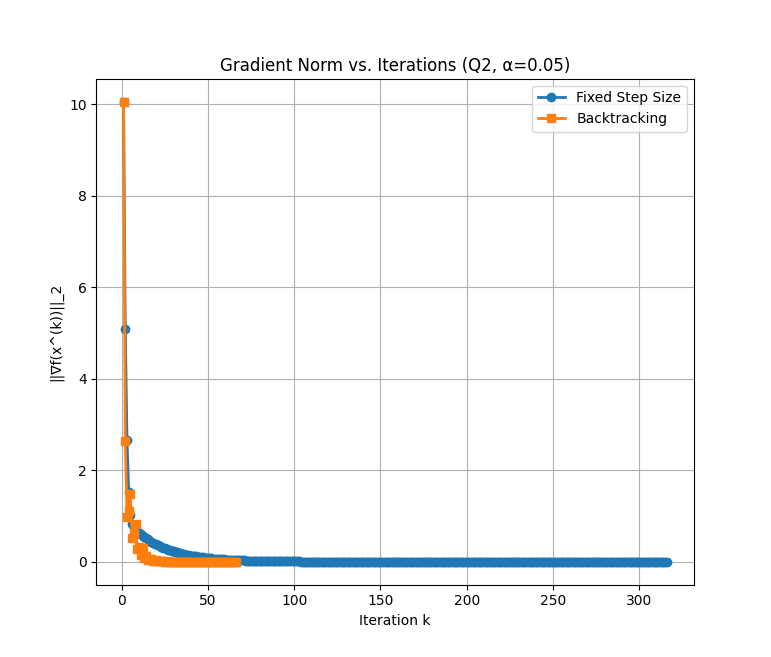 Gradient Norm vs. Iterations (Q2, α=0.05)
Fixed Step Size
Backtracking
||∇f(x^(k))||_2
10
8
6
4
2
0
0 50 100 150 200 250 300
Iteration k